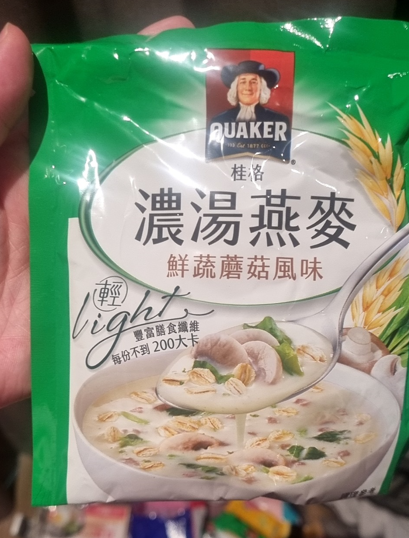 QUAKER
桂格
濃湯燕麥
鮮蔬蘑菇風味
輕
light
豐富膳食纖維
每份不到 200大卡